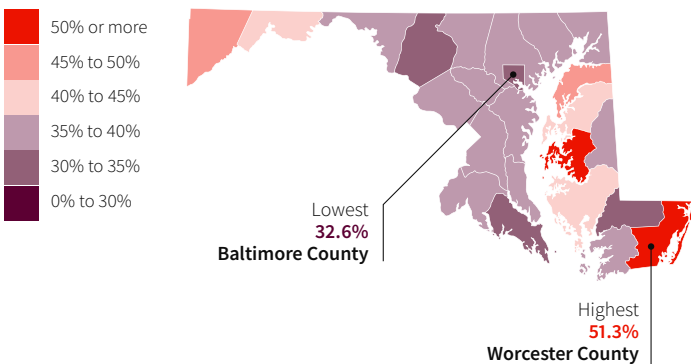 50% or more
45% to 50%
40% to 45%
35% to 40%
30% to 35%
0% to 30%
Lowest
32.6%
Baltimore County
Highest
51.3%
Worcester County